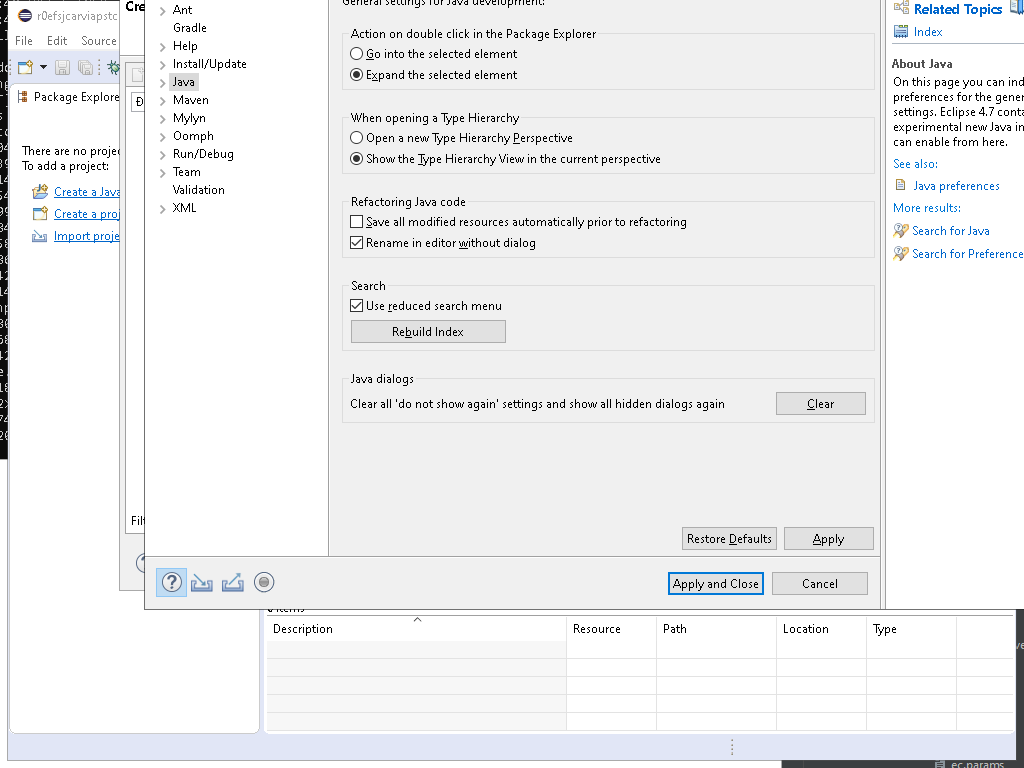 r0efsjcarviapstc
File Edit Source
Package Explore
There are no proje
To add a project:
Create a Java
Create a proj
Import proje
Cre
Filt
Ant
Gradle
Help
Install/Update
Java
Maven
Mylyn
Oomph
Run/Debug
Team
Validation
XML
General settings for Java development:
Action on double click in the Package Explorer
Go into the selected element
Expand the selected element
When opening a Type Hierarchy
Open a new Type Hierarchy Perspective
Show the Type Hierarchy View in the current perspective
Refactoring Java code
Save all modified resources automatically prior to refactoring
Rename in editor without dialog
Search
Use reduced search menu
Rebuild Index
Java dialogs
Clear all 'do not show again' settings and show all hidden dialogs again
Clear
Restore Defaults Apply
Apply and Close Cancel
Related Topics
Index
About Java
On this page you can ind
preferences for the gener
settings. Eclipse 4.7 conta
experimental new Java in
can enable from here.
See also:
Java preferences
More results:
Search for Java
Search for Preference
0 items
Description Resource Path Location Type
ec.params